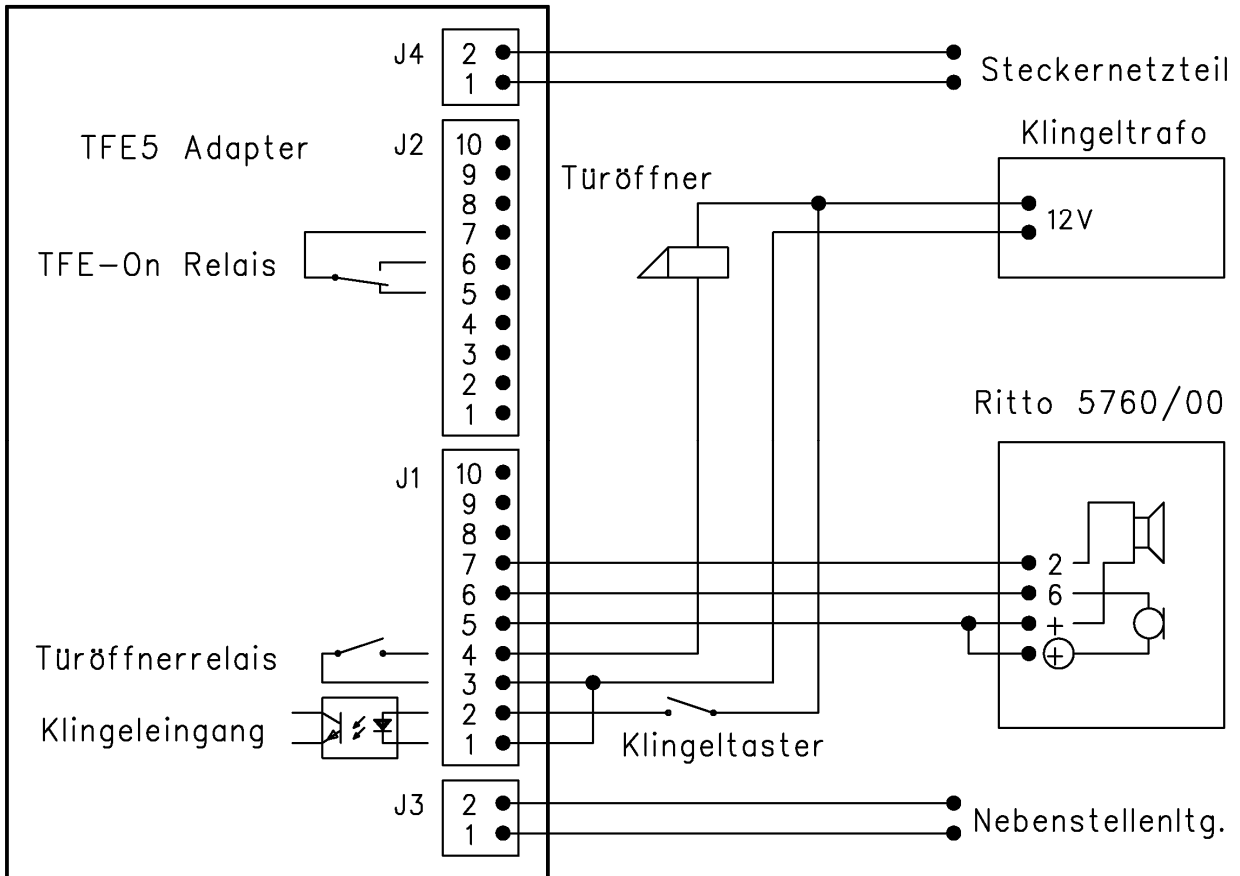 J4
2
1
Steckernetzteil
Klingeltrafo
12V
TFE5 Adapter
J2
10
9
8
7
6
5
4
3
2
1
Türöffner
TFE-On Relais
Ritto 5760/00
2
6
+
+
J1
10
9
8
7
6
5
4
3
2
1
Türöffnerrelais
Klingeleingang
Klingeltaster
J3
2
1
Nebenstellenltg.